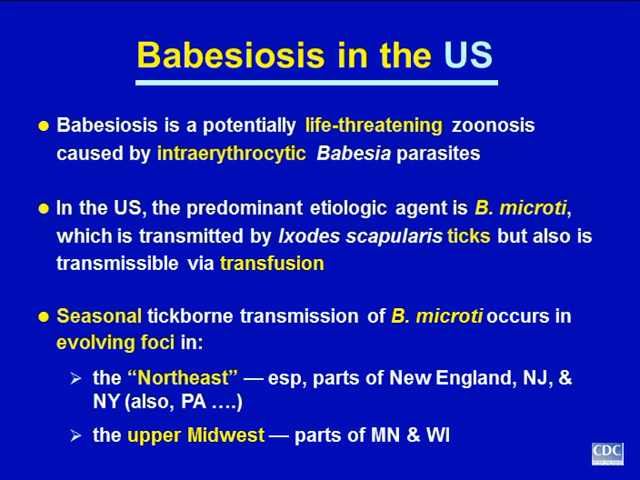 Babesiosis in the US
● Babesiosis is a potentially life-threatening zoonosis
caused by intraerythrocytic Babesia parasites
● In the US, the predominant etiologic agent is B. microti,
which is transmitted by Ixodes scapularis ticks but also is
transmissible via transfusion
● Seasonal tickborne transmission of B. microti occurs in
evolving foci in:
➢ the “Northeast” — esp, parts of New England, NJ, &
NY (also, PA ….)
➢ the upper Midwest — parts of MN & WI
CDC